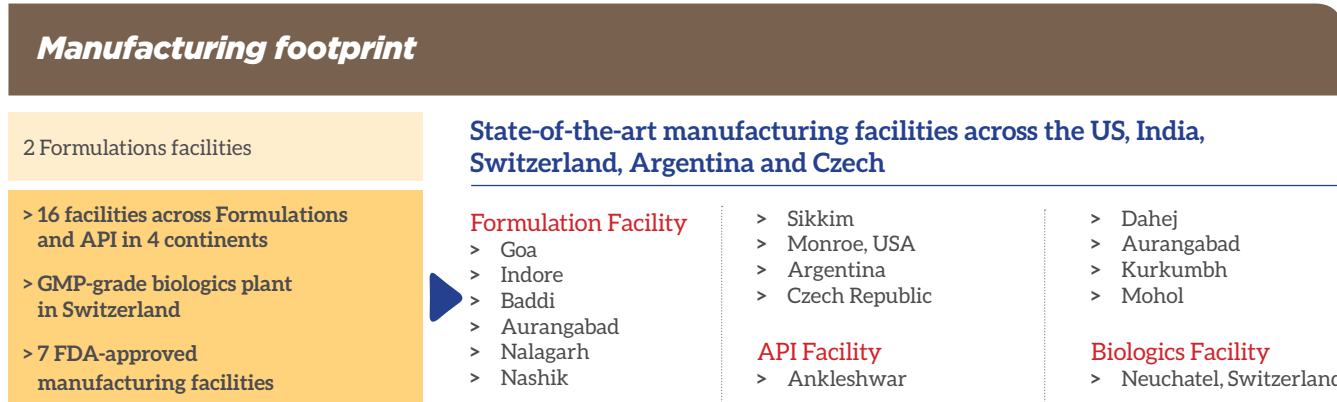 Manufacturing footprint
2 Formulations facilities
> 16 facilities across Formulations
and API in 4 continents
> GMP-grade biologics plant
in Switzerland
> 7 FDA-approved
manufacturing facilities
State-of-the-art manufacturing facilities across the US, India,
Switzerland, Argentina and Czech
Formulation Facility
> Goa
> Indore
> Baddi
> Aurangabad
> Nalagarh
> Nashik
> Sikkim
> Monroe, USA
> Argentina
> Czech Republic
API Facility
> Ankleshwar
> Dahej
> Aurangabad
> Kurkumbh
> Mohol
Biologics Facility
> Neuchatel, Switzerland